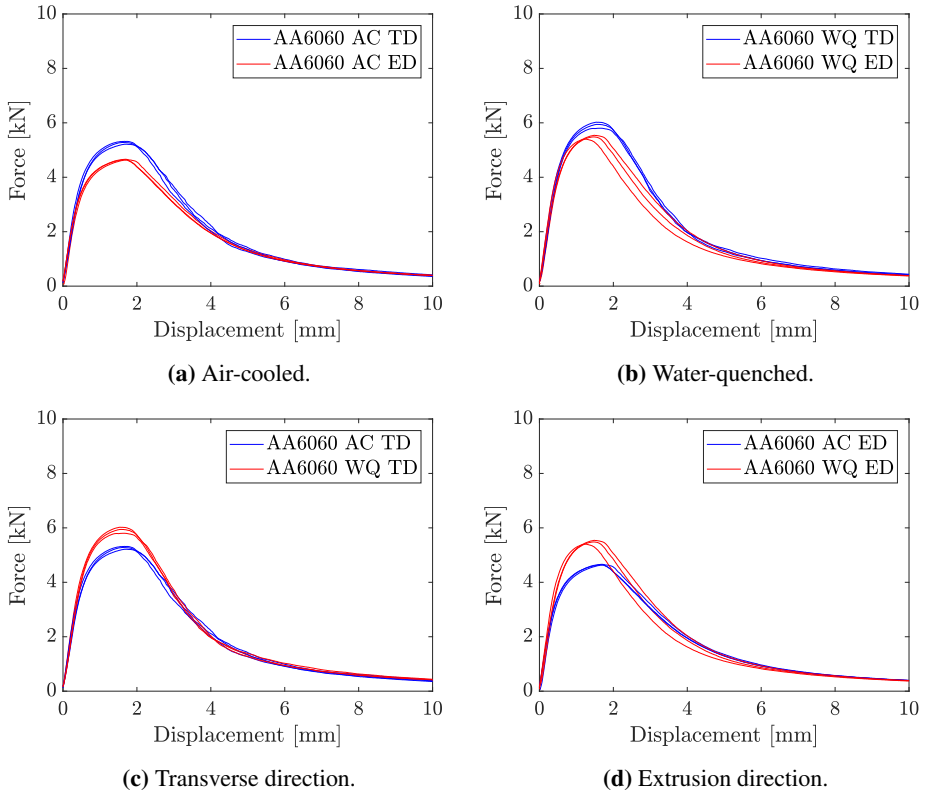 10
8
6
4
2
0
Force [kN]
AA6060 AC TD
AA6060 AC ED
0 2 4 6 8 10
Displacement [mm]
(a) Air-cooled.
10
8
6
4
2
0
Force [kN]
AA6060 WQ TD
AA6060 WQ ED
0 2 4 6 8 10
Displacement [mm]
(b) Water-quenched.
10
8
6
4
2
0
Force [kN]
AA6060 AC TD
AA6060 WQ TD
0 2 4 6 8 10
Displacement [mm]
(c) Transverse direction.
10
8
6
4
2
0
Force [kN]
AA6060 AC ED
AA6060 WQ ED
0 2 4 6 8 10
Displacement [mm]
(d) Extrusion direction.